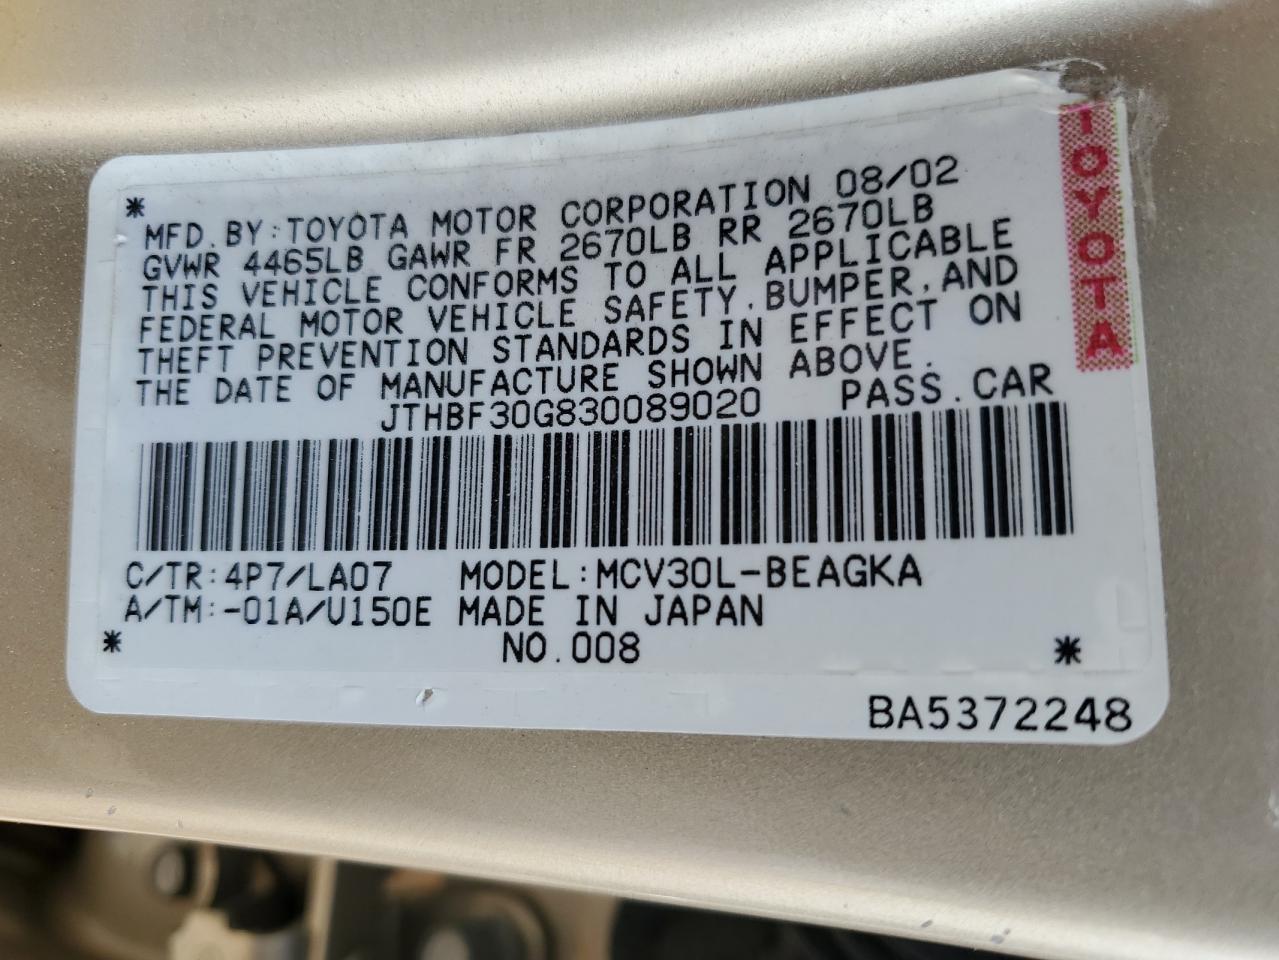 MFD.BY:TOYOTA MOTOR CORPORATION 08/02
GVWR 4465LB GAWR FR 2670LB RR 2670LB
THIS VEHICLE CONFORMS TO ALL APPLICABLE
FEDERAL MOTOR VEHICLE SAFETY,BUMPER,AND
THEFT PREVENTION STANDARDS IN EFFECT ON
THE DATE OF MANUFACTURE SHOWN ABOVE.
JTHBF30G830089020 PASS.CAR
C/TR:4P7/LA07 MODEL:MCV30L-BEAGKA
A/TM:-01A/U150E MADE IN JAPAN
NO.008
BA5372248
TOYOTA